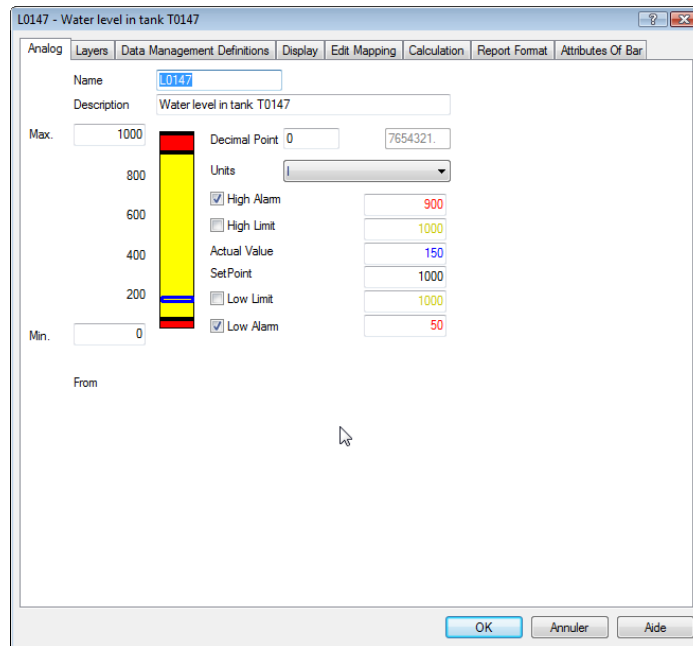 L0147 - Water level in tank T0147
Analog Layers Data Management Definitions Display Edit Mapping Calculation Report Format Attributes Of Bar
Name L0147
Description Water level in tank T0147
Max. 1000 Decimal Point 0 7654321.
800 Units l
600 High Alarm 900
High Limit 1000
400 Actual Value 150
SetPoint 1000
200 Low Limit 1000
Min. 0 Low Alarm 50
From
OK Annuler Aide